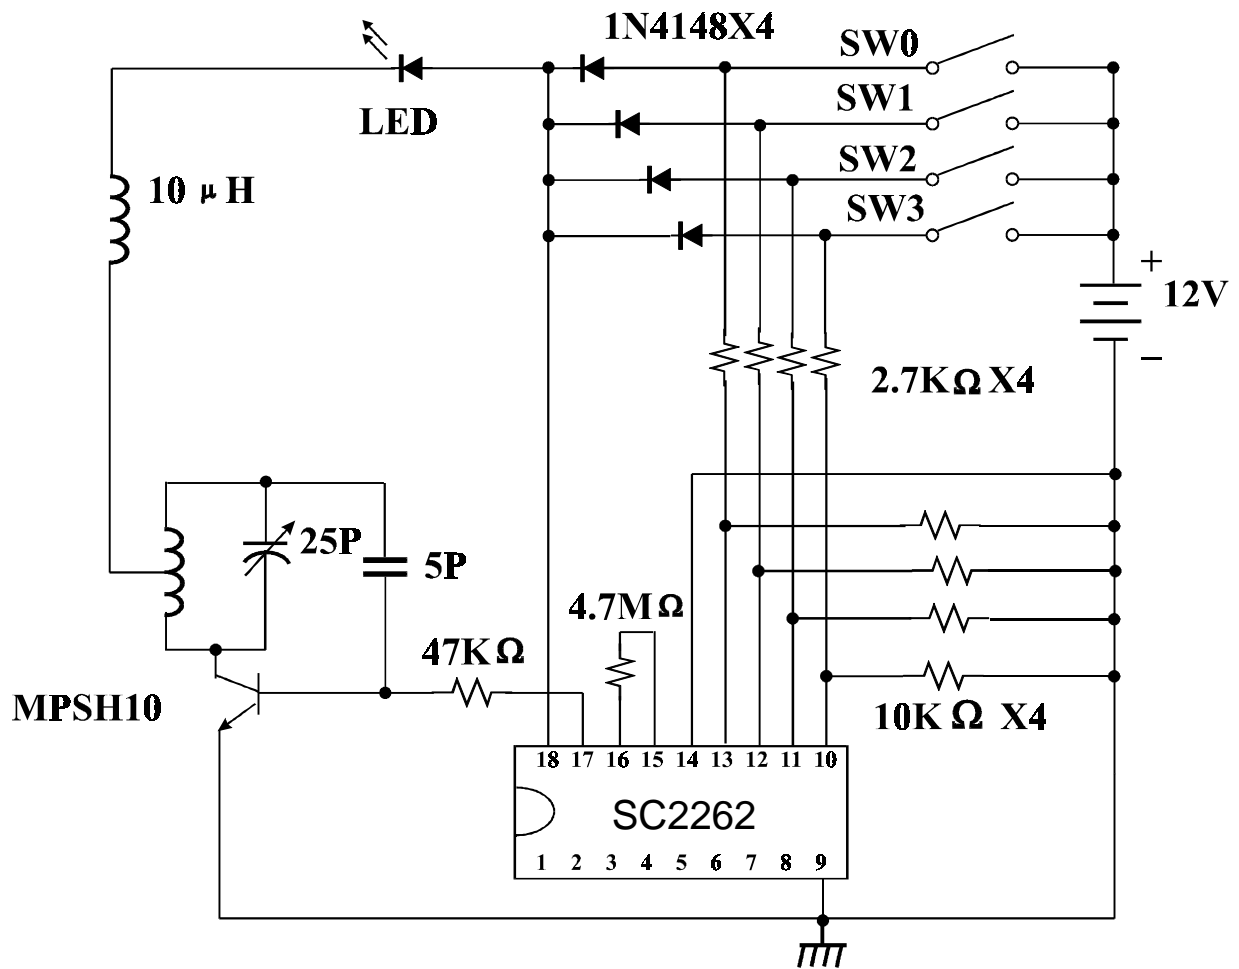 1N4148X4
SW0
SW1
LED
SW2
10 μH
SW3
+
12V
−
2.7KΩ X4
25P
5P
4.7MΩ
47KΩ
MPSH10
10KΩ X4
18 17 16 15 14 13 12 11 10
SC2262
1 2 3 4 5 6 7 8 9